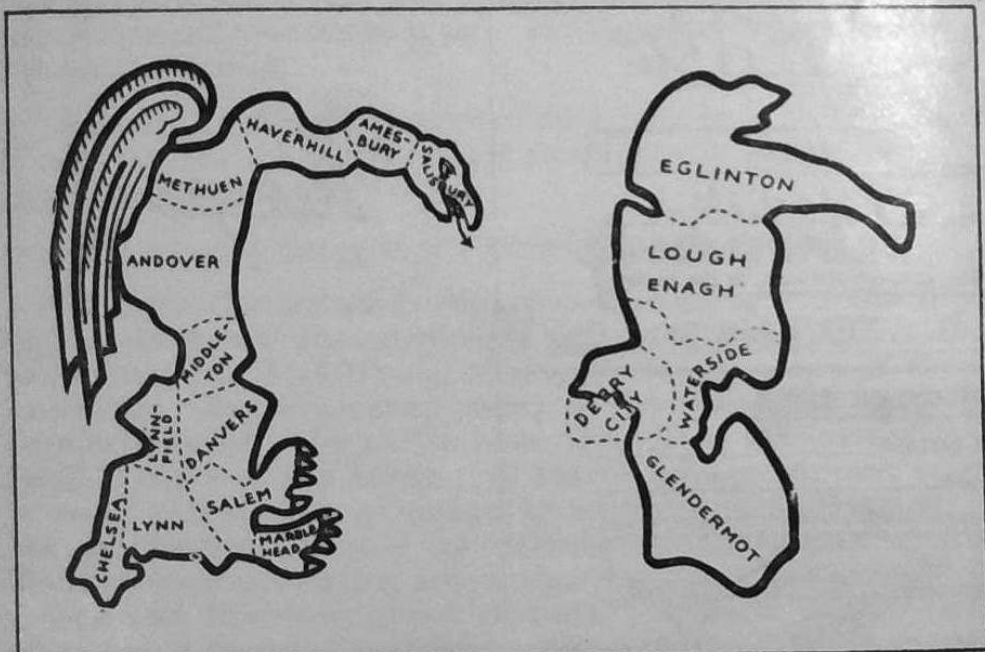 HAVERHILL
AMES-
BURY
SALISBURY
METHUEN
ANDOVER
MIDDLE
TON
LYNN-
FIELD
DANVERS
SALEM
MARBLE
HEAD
LYNN
CHELSEA
EGLINTON
LOUGH
ENAGH
WATERSIDE
DERRY
CITY
GLENDERMOT